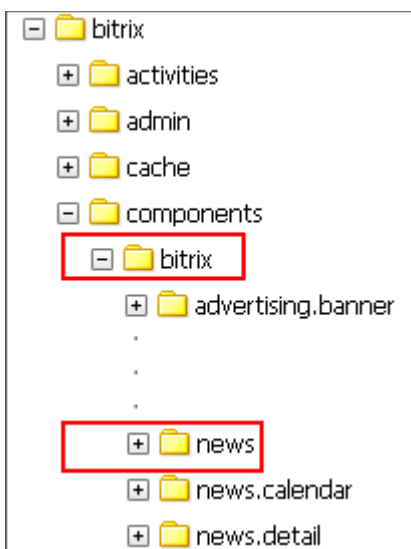 bitrix
activities
admin
cache
components
bitrix
advertising.banner
.
.
.
news
news.calendar
news.detail